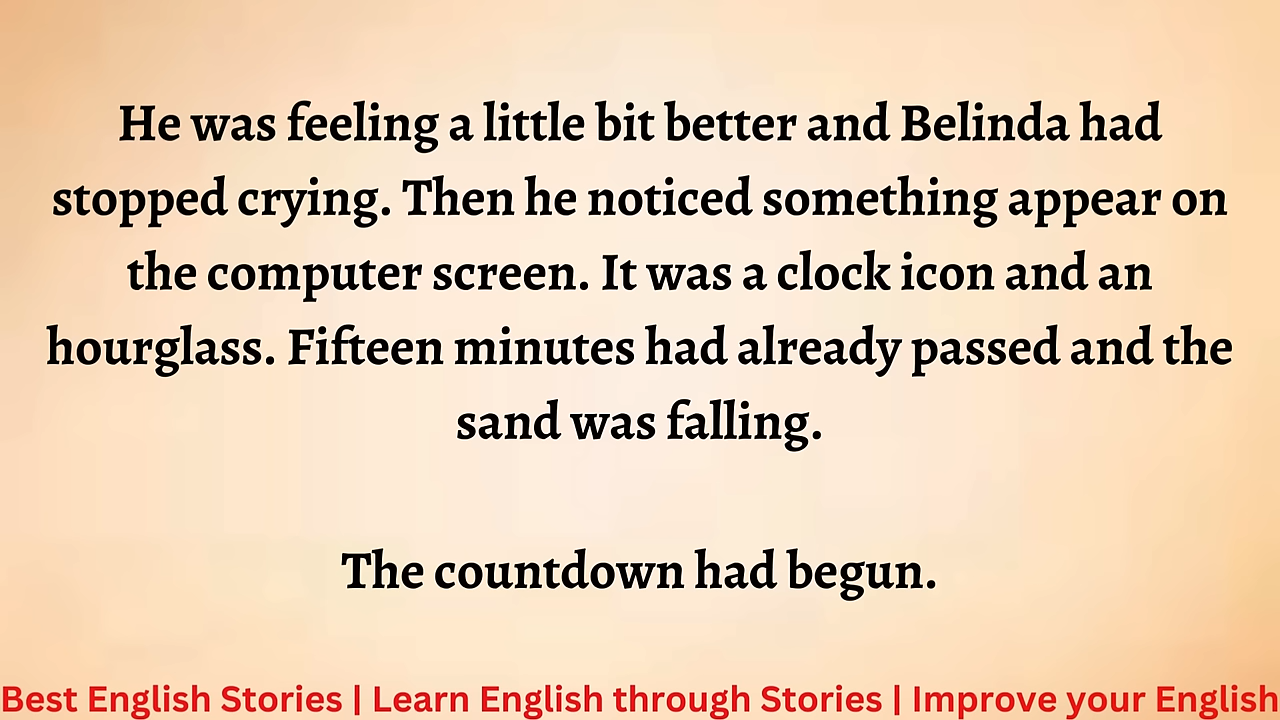 He was feeling a little bit better and Belinda had
stopped crying. Then he noticed something appear on
the computer screen. It was a clock icon and an
hourglass. Fifteen minutes had already passed and the
sand was falling.
The countdown had begun.
Best English Stories | Learn English through Stories | Improve your English